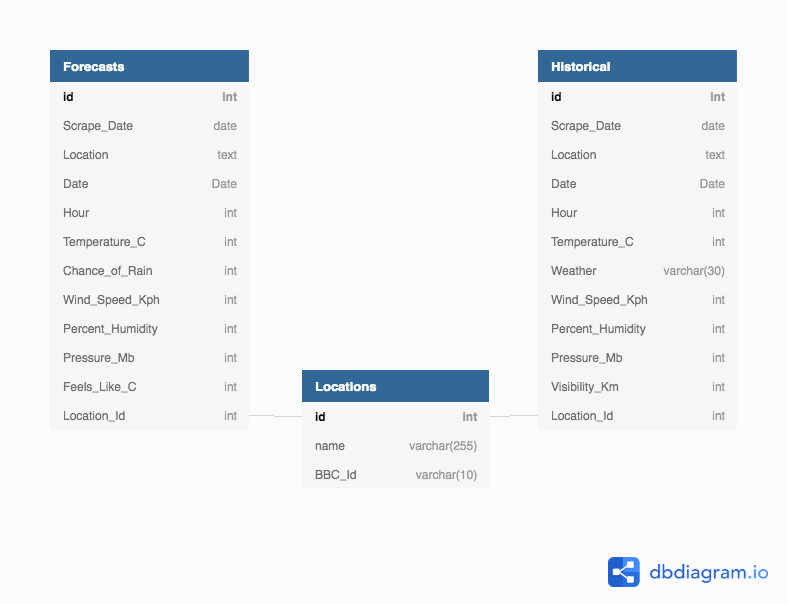 Forecasts
id int
Scrape_Date date
Location text
Date Date
Hour int
Temperature_C int
Chance_of_Rain int
Wind_Speed_Kph int
Percent_Humidity int
Pressure_Mb int
Feels_Like_C int
Location_Id int
Locations
id int
name varchar(255)
BBC_Id varchar(10)
Historical
id int
Scrape_Date date
Location text
Date Date
Hour int
Temperature_C int
Weather varchar(30)
Wind_Speed_Kph int
Percent_Humidity int
Pressure_Mb int
Visibility_Km int
Location_Id int
dbdiagram.io